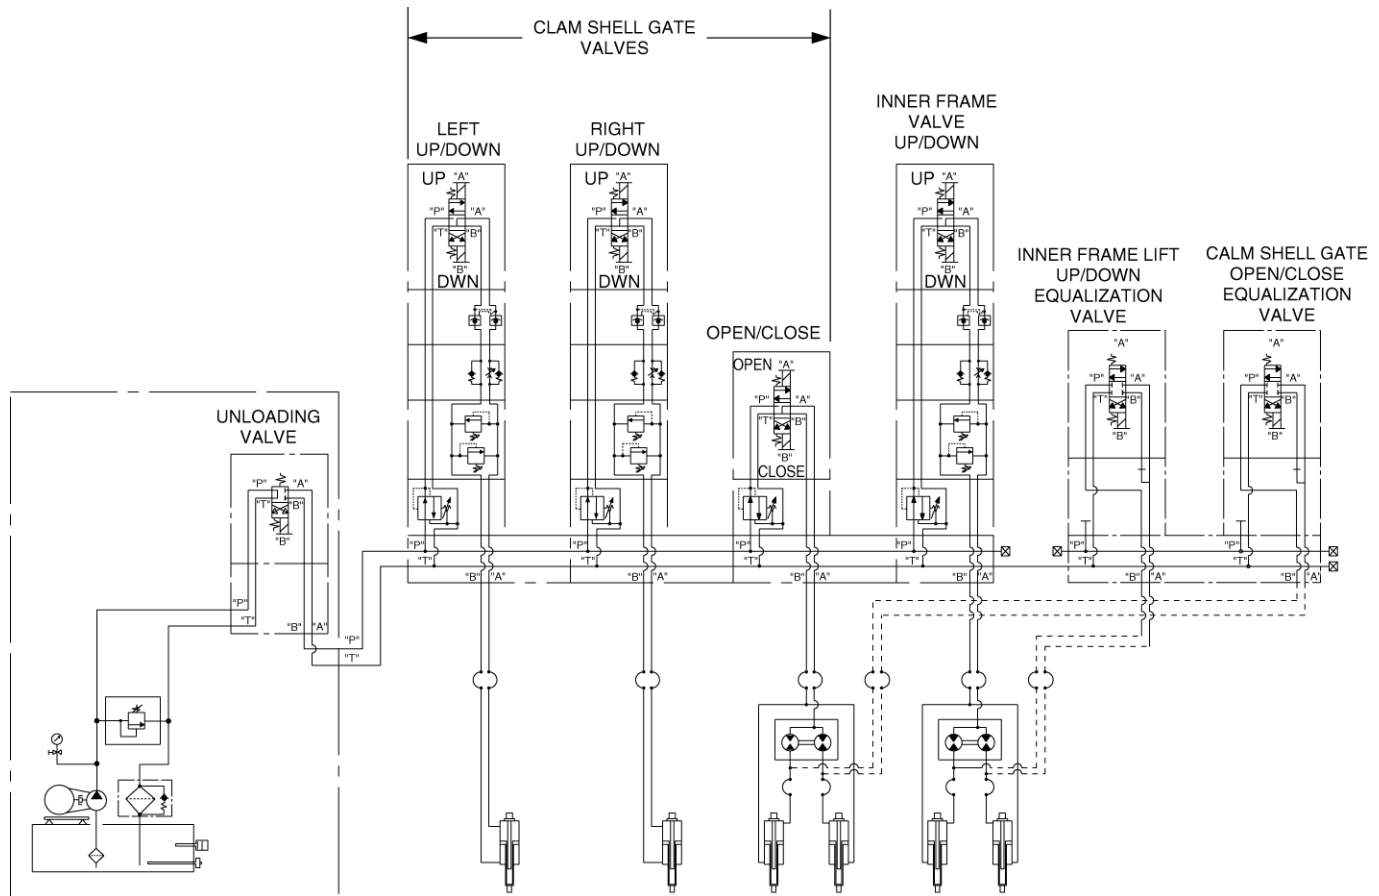 CLAM SHELL GATE
VALVES
LEFT
UP/DOWN
RIGHT
UP/DOWN
INNER FRAME
VALVE
UP/DOWN
UP "A"
"P" "A"
"T" "B"
"B"
DWN
UP "A"
"P" "A"
"T" "B"
"B"
DWN
UP "A"
"P" "A"
"T" "B"
"B"
DWN
INNER FRAME LIFT
UP/DOWN
EQUALIZATION
VALVE
CALM SHELL GATE
OPEN/CLOSE
EQUALIZATION
VALVE
OPEN/CLOSE
OPEN "A"
"P" "A"
"T" "B"
"B"
CLOSE
"A"
"P" "A"
"T" "B"
"B"
"A"
"P" "A"
"T" "B"
"B"
UNLOADING
VALVE
"P" "A"
"T" "B"
"B"
"P" "P" "P" "P" "P" "P"
"T" "T" "T" "T" "T" "T"
"B" "A" "B" "A" "B" "A" "B" "A" "B" "A" "B" "A"
"P"
"T"
"B" "A"
"P"
"T"